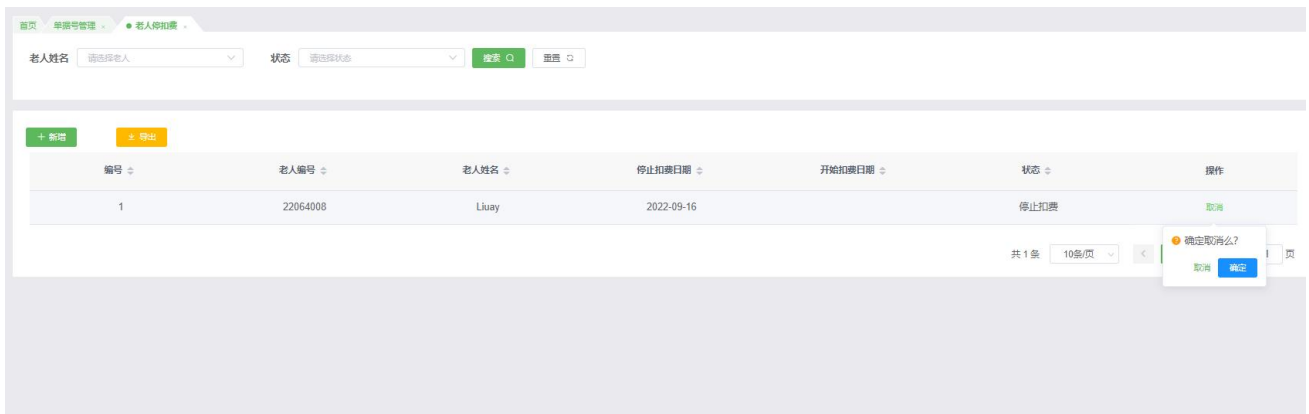 首页 单据号管理 × 老人停扣费 ×
老人姓名 请选择老人 状态 请选择状态 搜索 重置
+ 新增 导出
编号 老人编号 老人姓名 停止扣费日期 开始扣费日期 状态 操作
1 22064008 Liuay 2022-09-16 停止扣费 取消
确定取消么?
共 1 条 10条/页 < 页
取消 确定